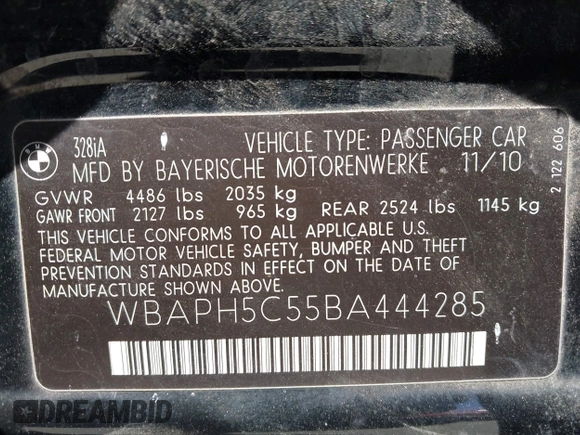 BMW
328iA VEHICLE TYPE: PASSENGER CAR
MFD BY BAYERISCHE MOTORENWERKE 11/10
GVWR 4486 lbs 2035 kg
GAWR FRONT 2127 lbs 965 kg REAR 2524 lbs 1145 kg
THIS VEHICLE CONFORMS TO ALL APPLICABLE U.S.
FEDERAL MOTOR VEHICLE SAFETY, BUMPER AND THEFT
PREVENTION STANDARDS IN EFFECT ON THE DATE OF
MANUFACTURE SHOWN ABOVE.
WBAPH5C55BA444285
2 122 606
DREAMBID